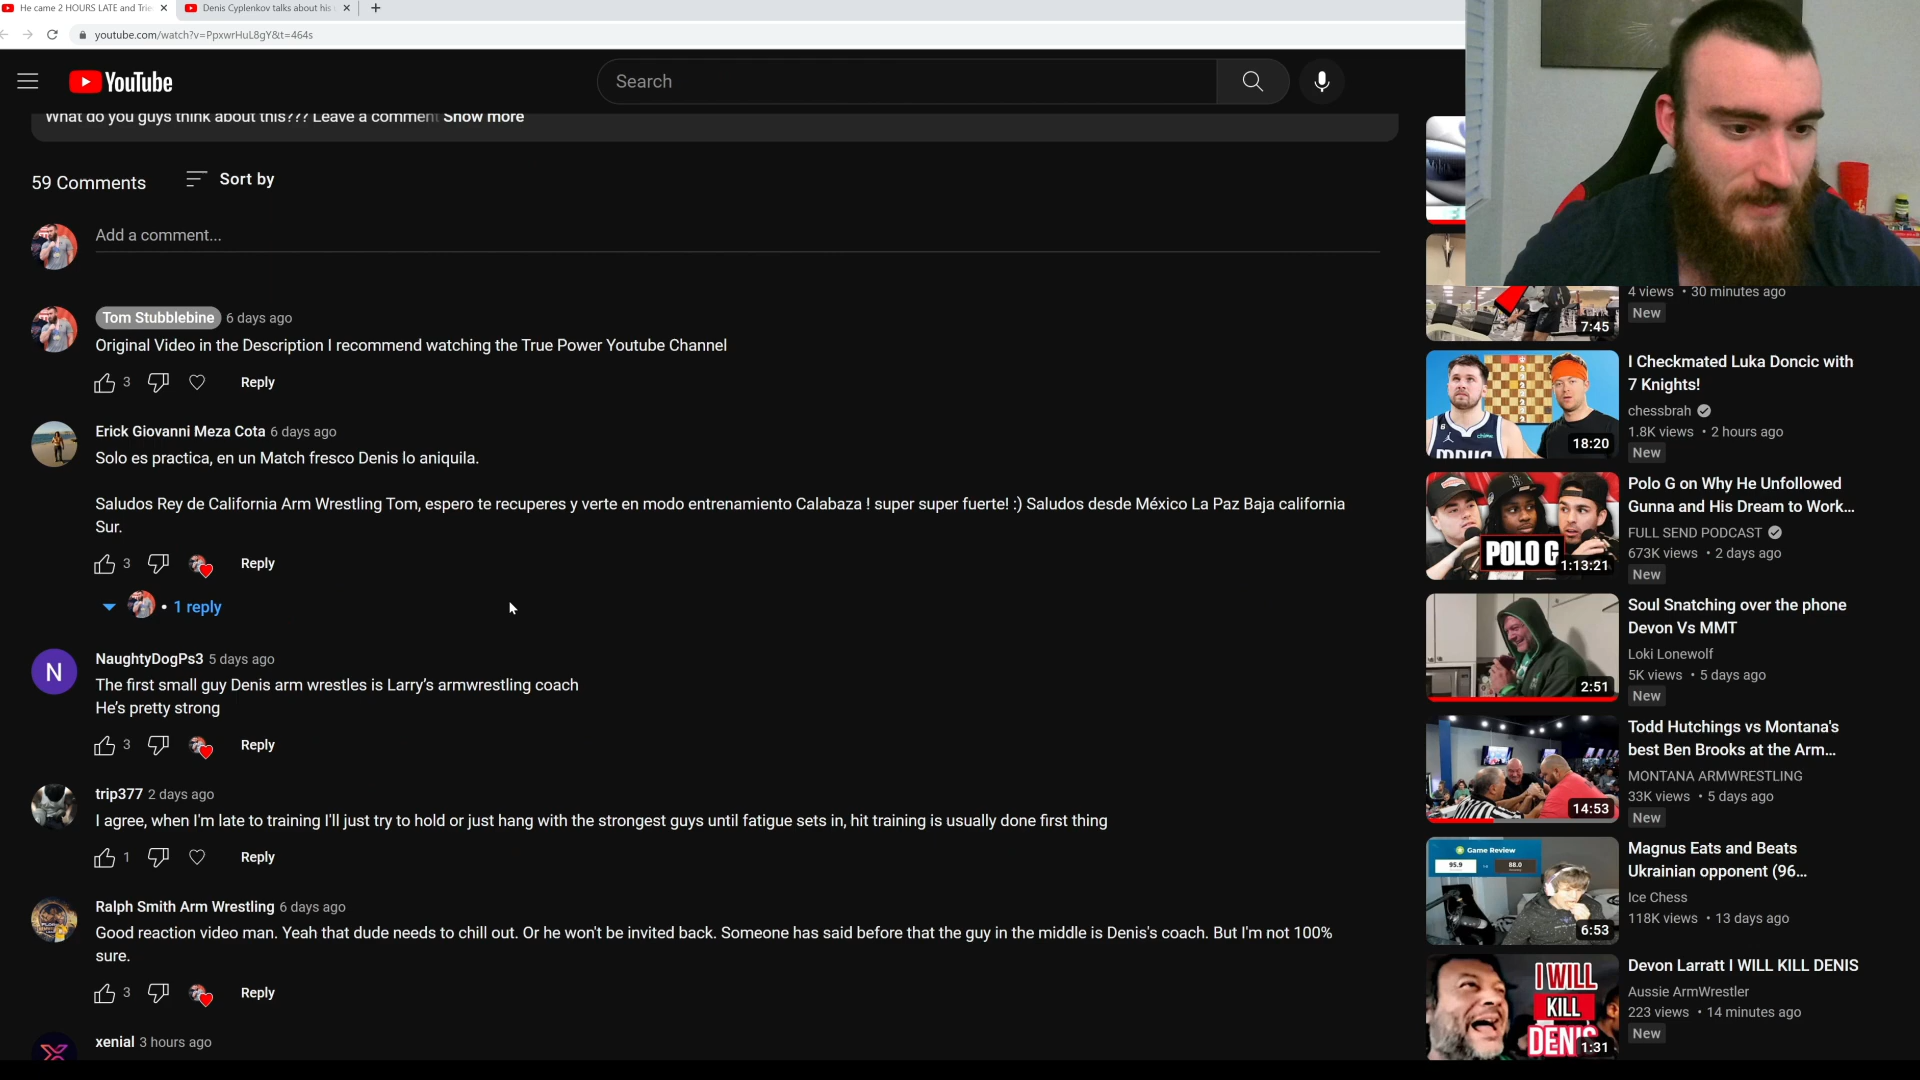 He came 2 HOURS LATE and Trie
Denis Cyplenkov talks about his
youtube.com/watch?v=PpxwrHuL8gY&t=464s
YouTube
Search
What do you guys think about this??? Leave a comment Show more
59 Comments
Sort by
Add a comment...
Tom Stubblebine 6 days ago
Original Video in the Description I recommend watching the True Power Youtube Channel
3
Reply
Erick Giovanni Meza Cota 6 days ago
Solo es practica, en un Match fresco Denis lo aniquila.
Saludos Rey de California Arm Wrestling Tom, espero te recuperes y verte en modo entrenamiento Calabaza ! super super fuerte! :) Saludos desde México La Paz Baja california
Sur.
3
Reply
• 1 reply
N
NaughtyDogPs3 5 days ago
The first small guy Denis arm wrestles is Larry’s armwrestling coach
He’s pretty strong
3
Reply
trip377 2 days ago
I agree, when I'm late to training I'll just try to hold or just hang with the strongest guys until fatigue sets in, hit training is usually done first thing
1
Reply
Ralph Smith Arm Wrestling 6 days ago
Good reaction video man. Yeah that dude needs to chill out. Or he won't be invited back. Someone has said before that the guy in the middle is Denis's coach. But I'm not 100%
sure.
3
Reply
xenial 3 hours ago
4 views • 30 minutes ago
New
7:45
I Checkmated Luka Doncic with
7 Knights!
chessbrah
1.8K views • 2 hours ago
New
18:20
Polo G on Why He Unfollowed
Gunna and His Dream to Work...
FULL SEND PODCAST
673K views • 2 days ago
New
POLO G
1:13:21
Soul Snatching over the phone
Devon Vs MMT
Loki Lonewolf
5K views • 5 days ago
New
2:51
Todd Hutchings vs Montana's
best Ben Brooks at the Arm...
MONTANA ARMWRESTLING
33K views • 5 days ago
New
14:53
Magnus Eats and Beats
Ukrainian opponent (96...
Ice Chess
118K views • 13 days ago
Game Review
95.9
88.0
6:53
Devon Larratt I WILL KILL DENIS
Aussie ArmWrestler
223 views • 14 minutes ago
New
I WILL
KILL
DENIS
1:31